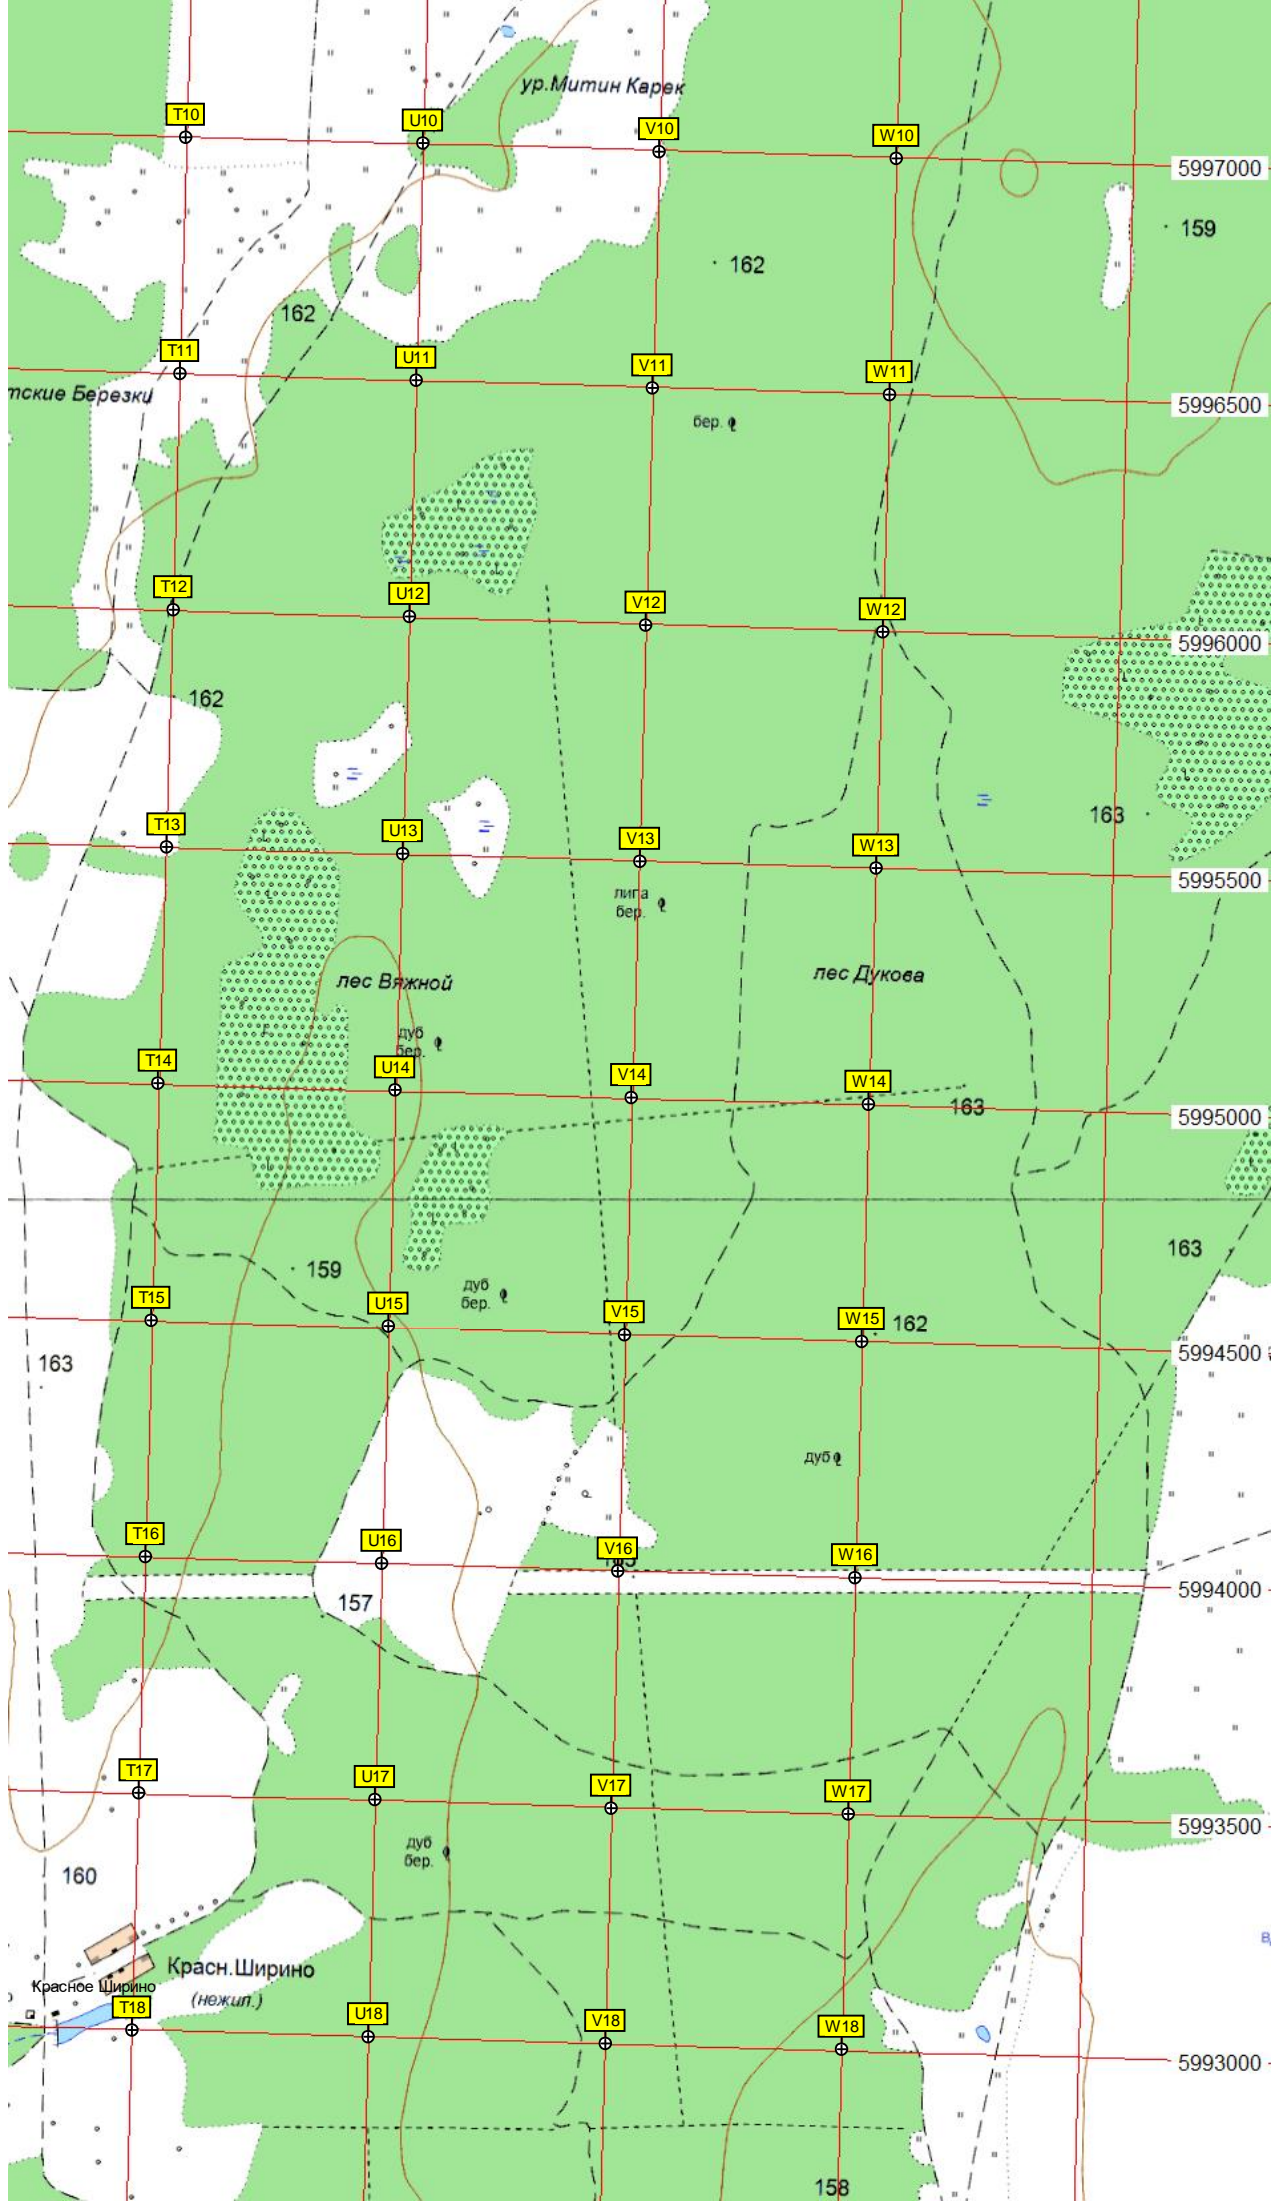 ур.Митин Карек
T10
U10
V10
W10
5997000
159
162
162
T11
U11
V11
W11
тские Березки
5996500
бер.
T12
U12
V12
W12
5996000
162
163
T13
U13
V13
W13
5995500
липа
бер.
лес Вяжной
лес Дукова
дуб
бер.
T14
U14
V14
W14
163
5995000
163
159
дуб
бер.
T15
U15
V15
W15
162
5994500
163
дуб
T16
U16
V16
W16
5994000
157
T17
U17
V17
W17
5993500
дуб
бер.
160
Красн.Ширино
Красное Ширино
(нежил.)
T18
U18
V18
W18
5993000
158